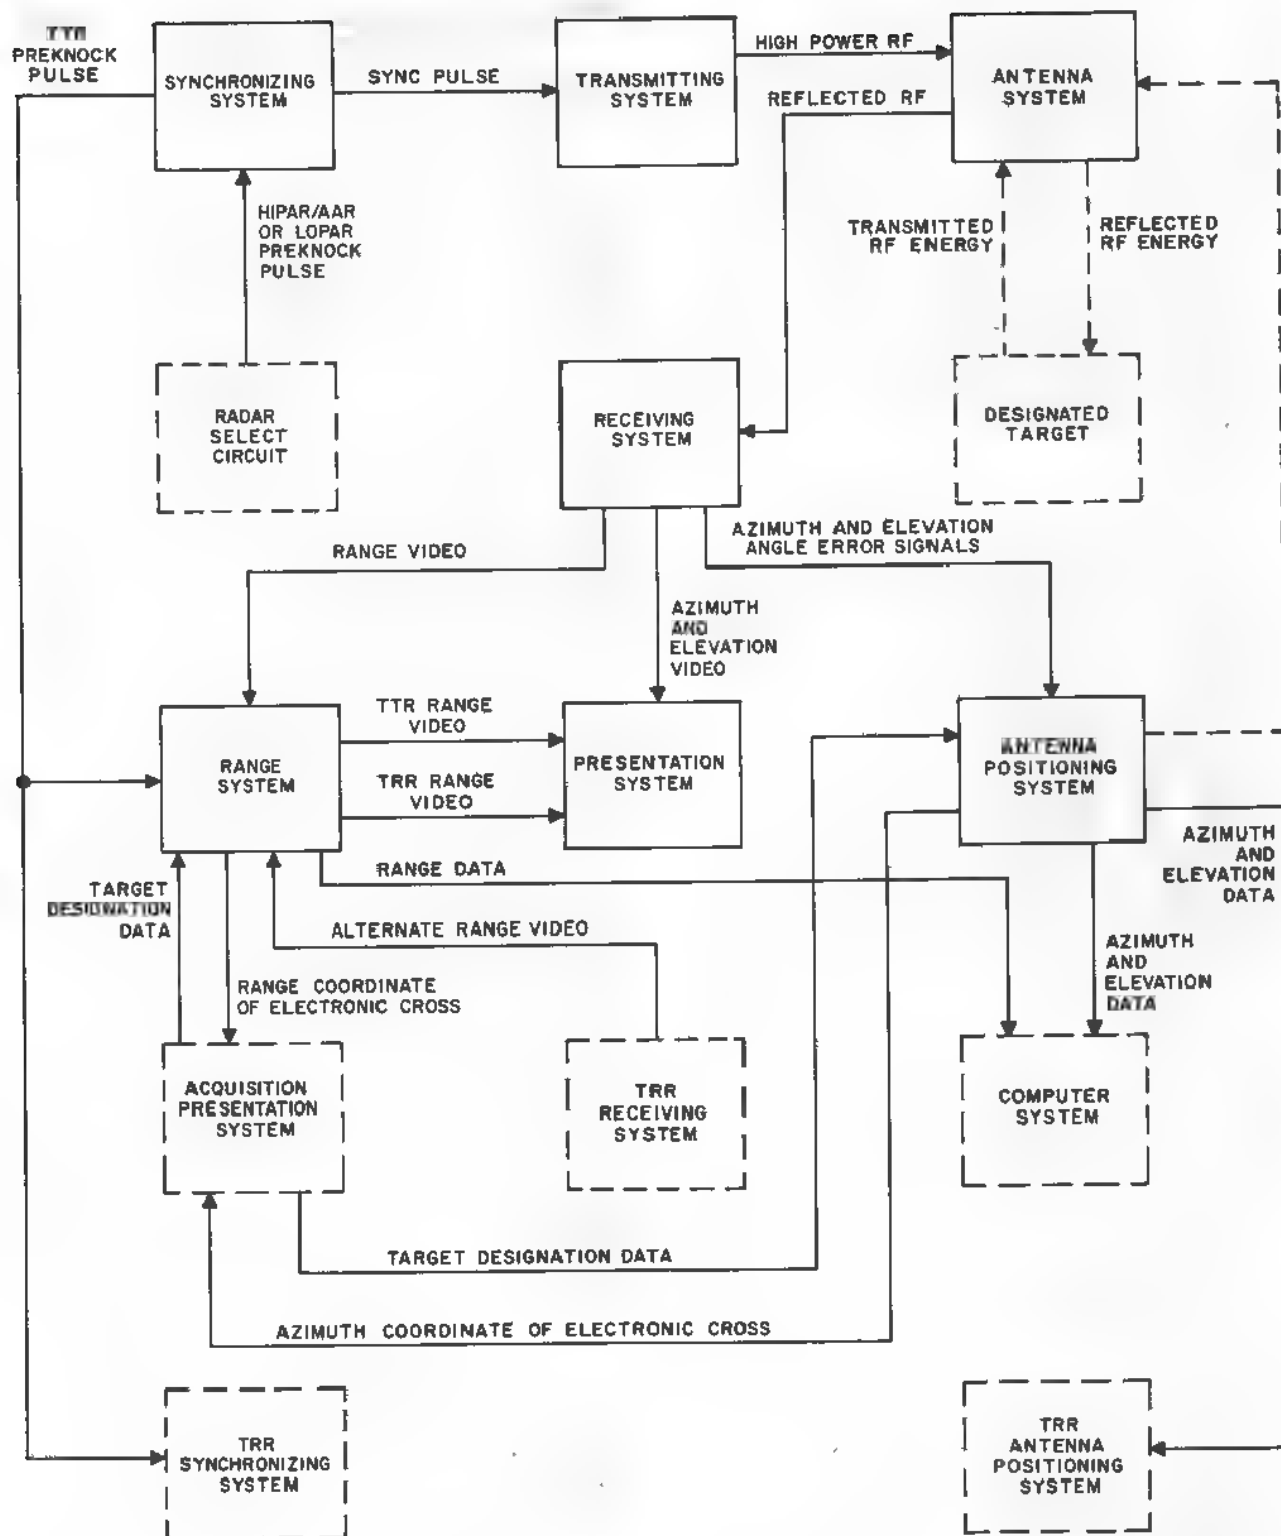 TTR
PREKNOCK
PULSE
SYNCHRONIZING
SYSTEM
SYNC PULSE
TRANSMITTING
SYSTEM
HIGH POWER RF
REFLECTED RF
ANTENNA
SYSTEM
HIPAR/AAR
OR LOPAR
PREKNOCK
PULSE
TRANSMITTED
RF ENERGY
REFLECTED
RF ENERGY
RADAR
SELECT
CIRCUIT
RECEIVING
SYSTEM
DESIGNATED
TARGET
RANGE VIDEO
AZIMUTH AND ELEVATION
ANGLE ERROR SIGNALS
AZIMUTH
AND
ELEVATION
VIDEO
RANGE
SYSTEM
TTR RANGE
VIDEO
TRR RANGE
VIDEO
PRESENTATION
SYSTEM
ANTENNA
POSITIONING
SYSTEM
AZIMUTH
AND
ELEVATION
DATA
TARGET
DESIGNATION
DATA
RANGE DATA
ALTERNATE RANGE VIDEO
RANGE COORDINATE
OF ELECTRONIC CROSS
AZIMUTH
AND
ELEVATION
DATA
ACQUISITION
PRESENTATION
SYSTEM
TRR
RECEIVING
SYSTEM
COMPUTER
SYSTEM
TARGET DESIGNATION DATA
AZIMUTH COORDINATE OF ELECTRONIC CROSS
TRR
SYNCHRONIZING
SYSTEM
TRR
ANTENNA
POSITIONING
SYSTEM